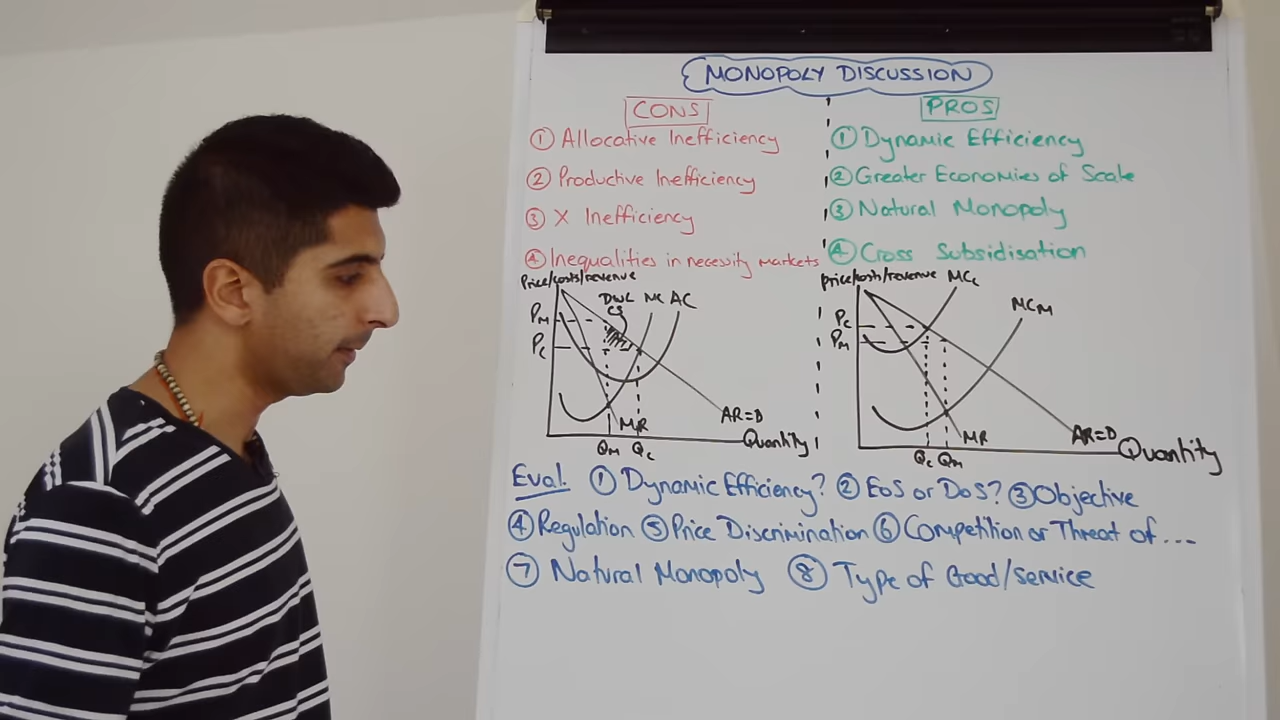 MONOPOLY DISCUSSION
CONS
① Allocative Inefficiency
② Productive Inefficiency
③ X Inefficiency
④ Inequalities in necessity markets
Price/costs/revenue
DWL
CS
MC AC
PM
PC
MR
AR=D
QM QC
Quantity
PROS
① Dynamic Efficiency
② Greater Economies of Scale
③ Natural Monopoly
④ Cross Subsidisation
Price/costs/revenue
MCC
MCM
PC
PM
MR
AR=D
QC QM
Quantity
Eval. ① Dynamic Efficiency? ② EoS or DoS? ③ Objective
④ Regulation ⑤ Price Discrimination ⑥ Competition or Threat of...
⑦ Natural Monopoly ⑧ Type of Good/service